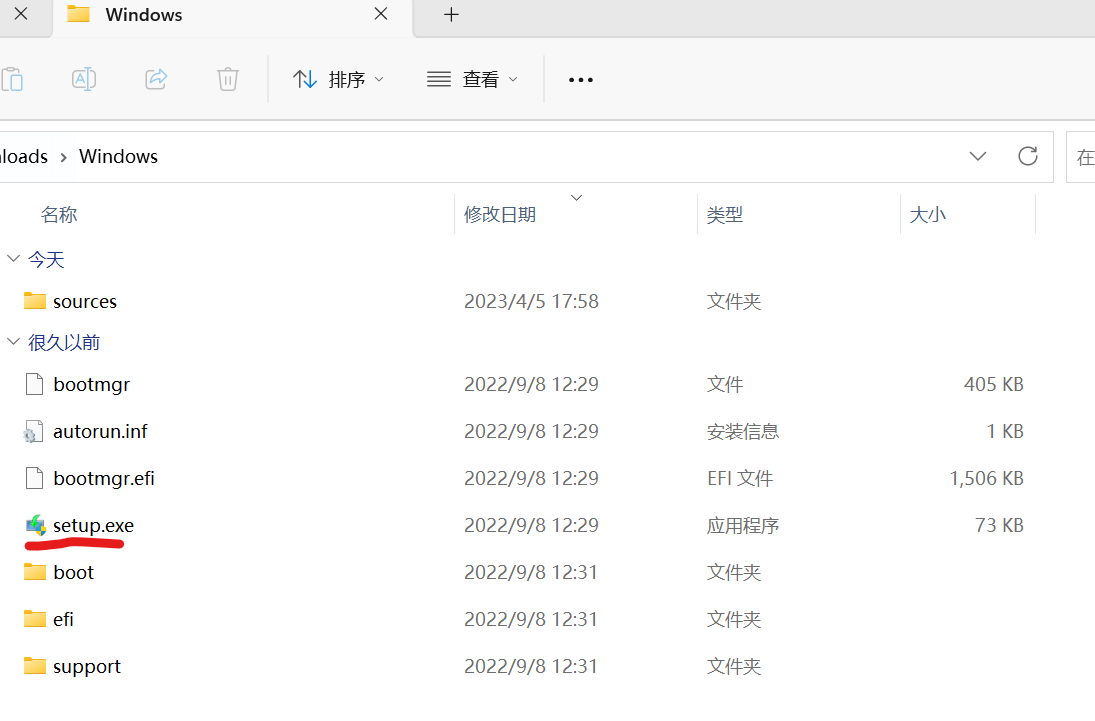 Windows
排序 查看
loads > Windows 在
名称 修改日期 类型 大小
今天
sources 2023/4/5 17:58 文件夹
很久以前
bootmgr 2022/9/8 12:29 文件 405 KB
autorun.inf 2022/9/8 12:29 安装信息 1 KB
bootmgr.efi 2022/9/8 12:29 EFI 文件 1,506 KB
setup.exe 2022/9/8 12:29 应用程序 73 KB
boot 2022/9/8 12:31 文件夹
efi 2022/9/8 12:31 文件夹
support 2022/9/8 12:31 文件夹